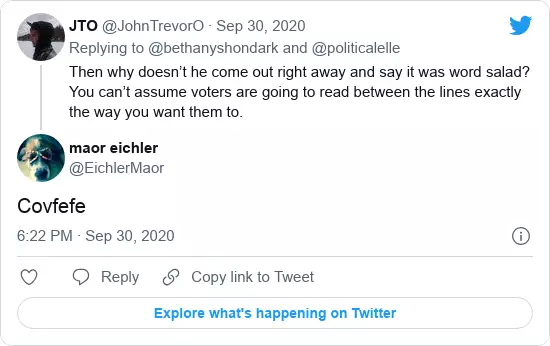 JTO @JohnTrevorO · Sep 30, 2020
Replying to @bethanyshondark and @politicalelle
Then why doesn’t he come out right away and say it was word salad?
You can’t assume voters are going to read between the lines exactly
the way you want them to.
maor eichler
@EichlerMaor
Covfefe
6:22 PM · Sep 30, 2020
Reply
Copy link to Tweet
Explore what's happening on Twitter